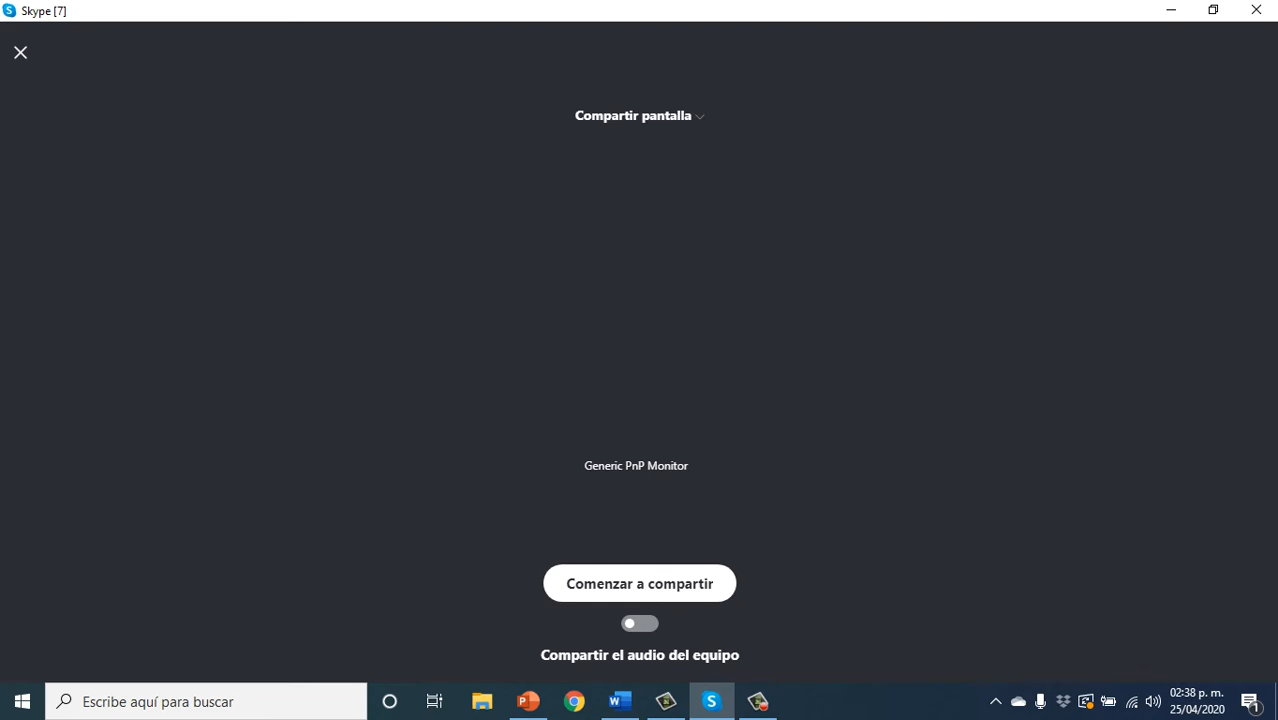 Skype [7]
Compartir pantalla
Generic PnP Monitor
Comenzar a compartir
Compartir el audio del equipo
Escribe aquí para buscar
02:38 p. m.
25/04/2020
1